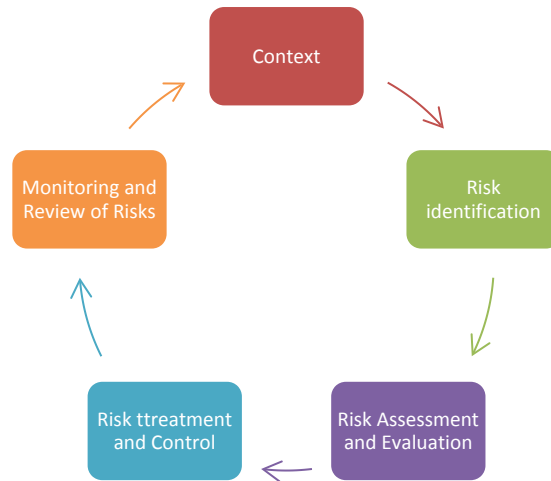 Context
Risk
identification
Risk Assessment
and Evaluation
Risk ttreatment
and Control
Monitoring and
Review of Risks